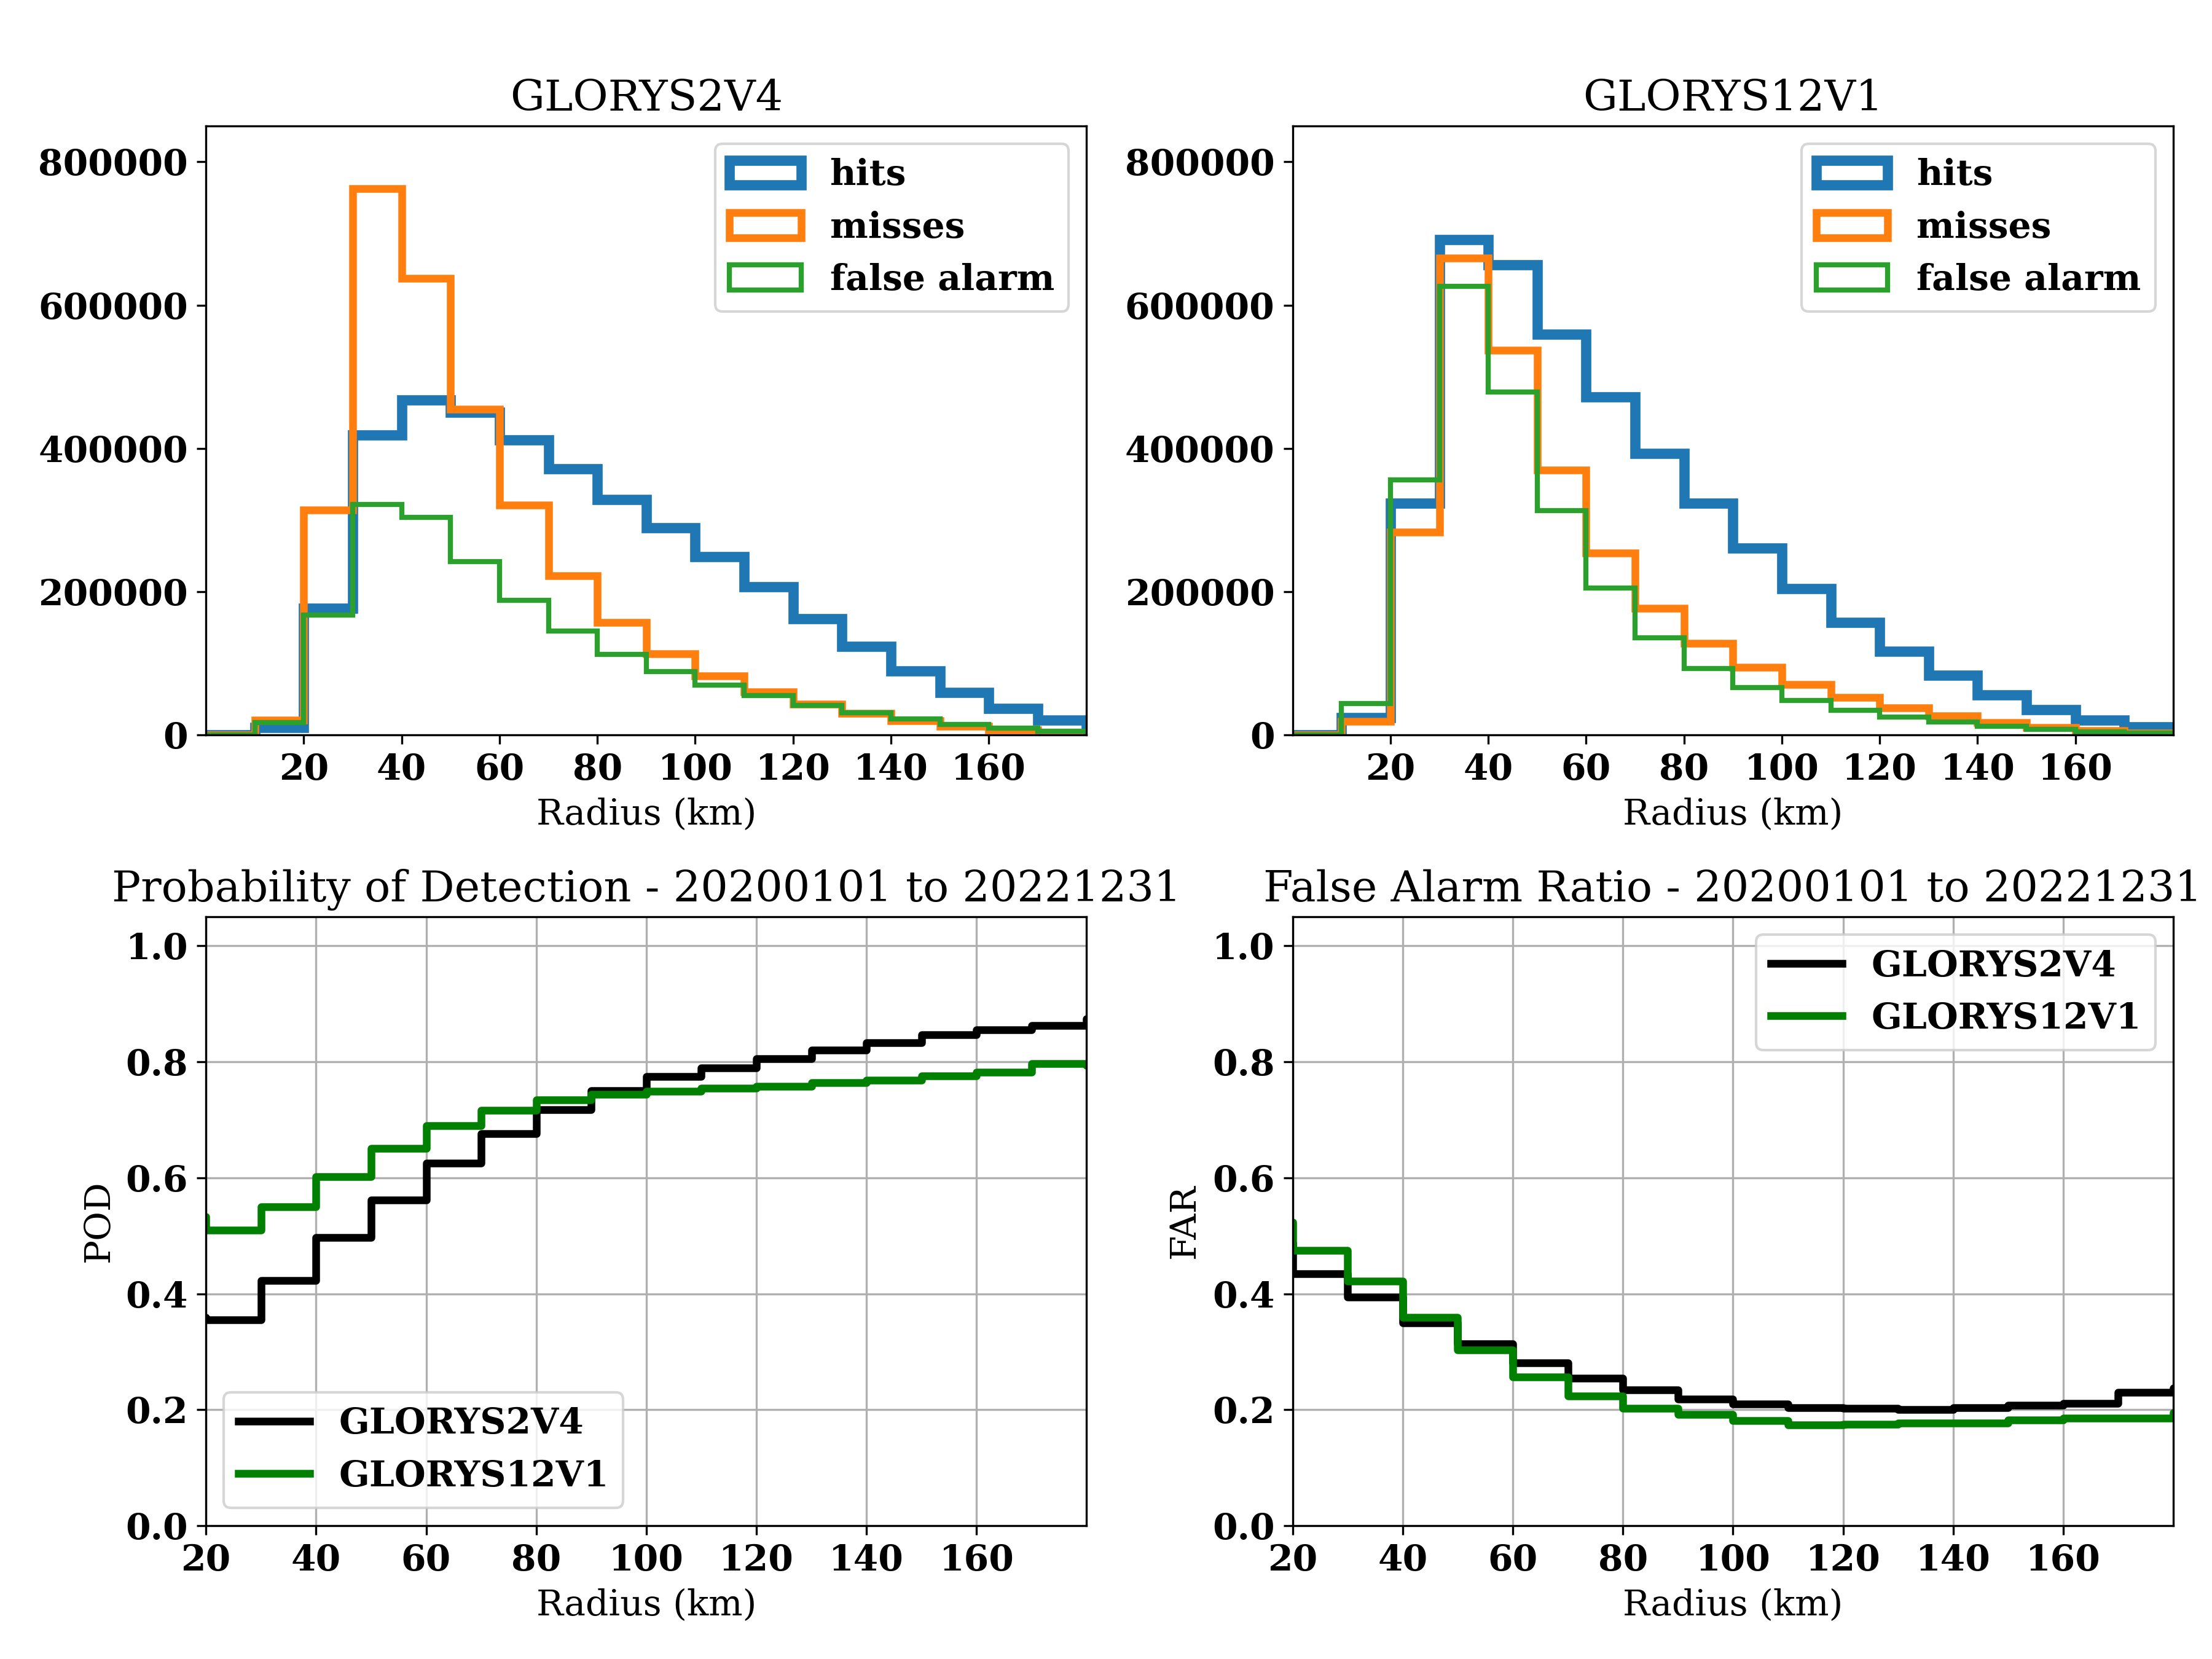 GLORYS2V4
800000
600000
400000
200000
0
hits
misses
false alarm
20 40 60 80 100 120 140 160
Radius (km)
GLORYS12V1
800000
600000
400000
200000
0
hits
misses
false alarm
20 40 60 80 100 120 140 160
Radius (km)
Probability of Detection - 20200101 to 20221231
POD
1.0
0.8
0.6
0.4
0.2
0.0
GLORYS2V4
GLORYS12V1
20 40 60 80 100 120 140 160
Radius (km)
False Alarm Ratio - 20200101 to 20221231
FAR
1.0
0.8
0.6
0.4
0.2
0.0
GLORYS2V4
GLORYS12V1
20 40 60 80 100 120 140 160
Radius (km)